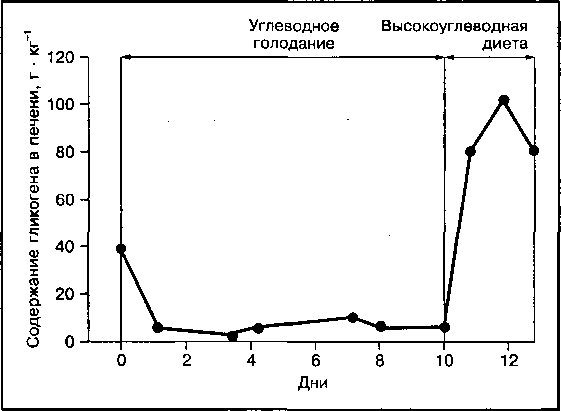 Углеводное
голодание
Высокоуглеводная
диета
Содержание гликогена в печени, г · кг⁻¹
120
100
80
60
40
20
0
0 2 4 6 8 10 12
Дни